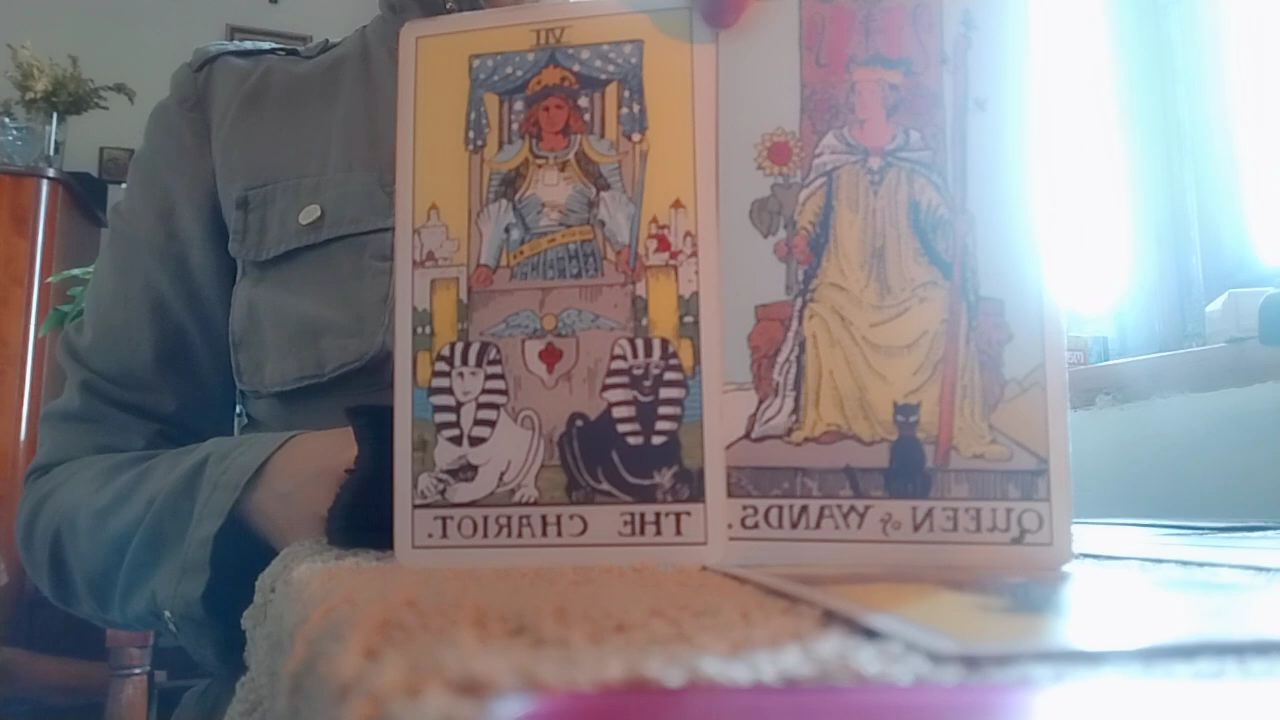 VII
THE CHARIOT.
QUEEN of WANDS.